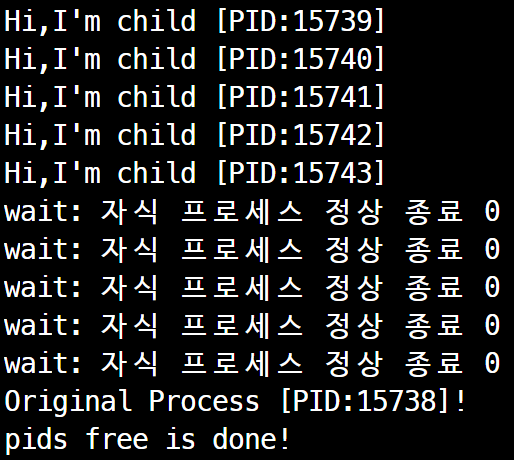 Hi,I'm child [PID:15739]
Hi,I'm child [PID:15740]
Hi,I'm child [PID:15741]
Hi,I'm child [PID:15742]
Hi,I'm child [PID:15743]
wait: 자식 프로세스 정상 종료 0
wait: 자식 프로세스 정상 종료 0
wait: 자식 프로세스 정상 종료 0
wait: 자식 프로세스 정상 종료 0
wait: 자식 프로세스 정상 종료 0
Original Process [PID:15738]!
pids free is done!